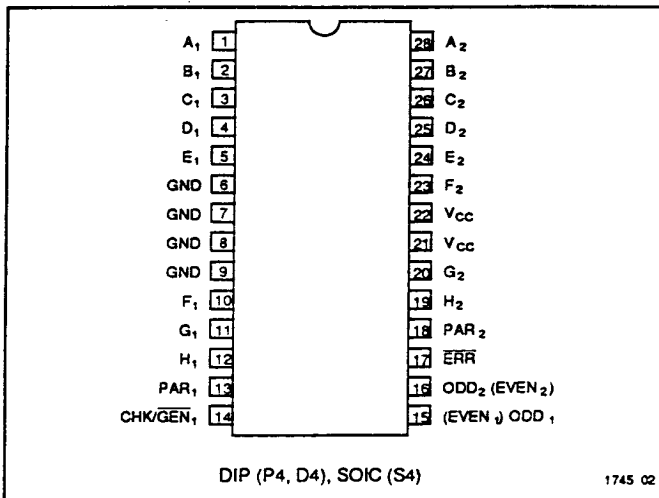 A₁ 1 28 A₂
B₁ 2 27 B₂
C₁ 3 26 C₂
D₁ 4 25 D₂
E₁ 5 24 E₂
GND 6 23 F₂
GND 7 22 VCC
GND 8 21 VCC
GND 9 20 G₂
F₁ 10 19 H₂
G₁ 11 18 PAR₂
H₁ 12 17 E̅R̅R̅
PAR₁ 13 16 ODD₂ (EVEN₂)
CHK/G̅E̅N̅₁ 14 15 (EVEN₁) ODD₁
DIP (P4, D4), SOIC (S4)
1745 02